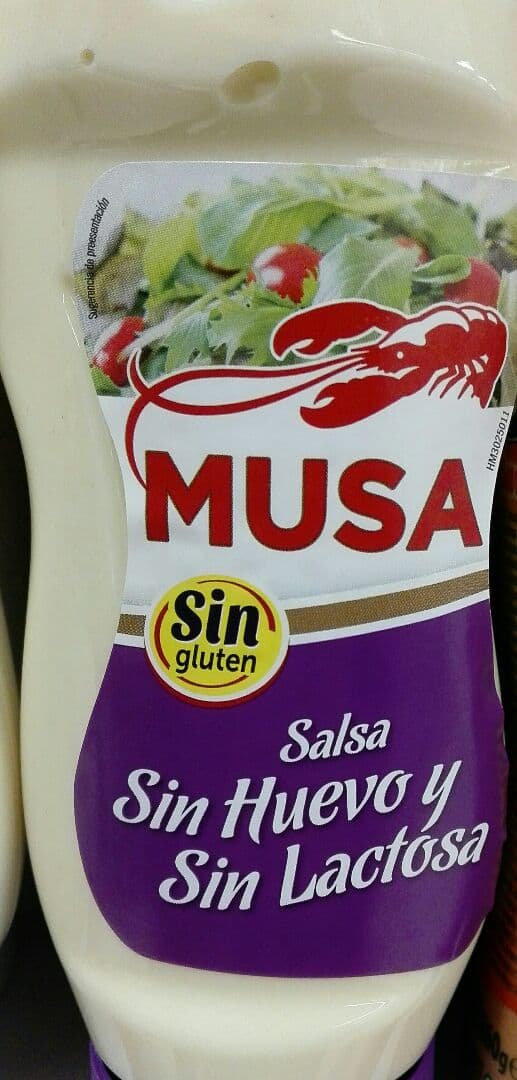 Sugerencia de presentación
MUSA
HM3025011
Sin
gluten
Salsa
Sin Huevo y
Sin Lactosa